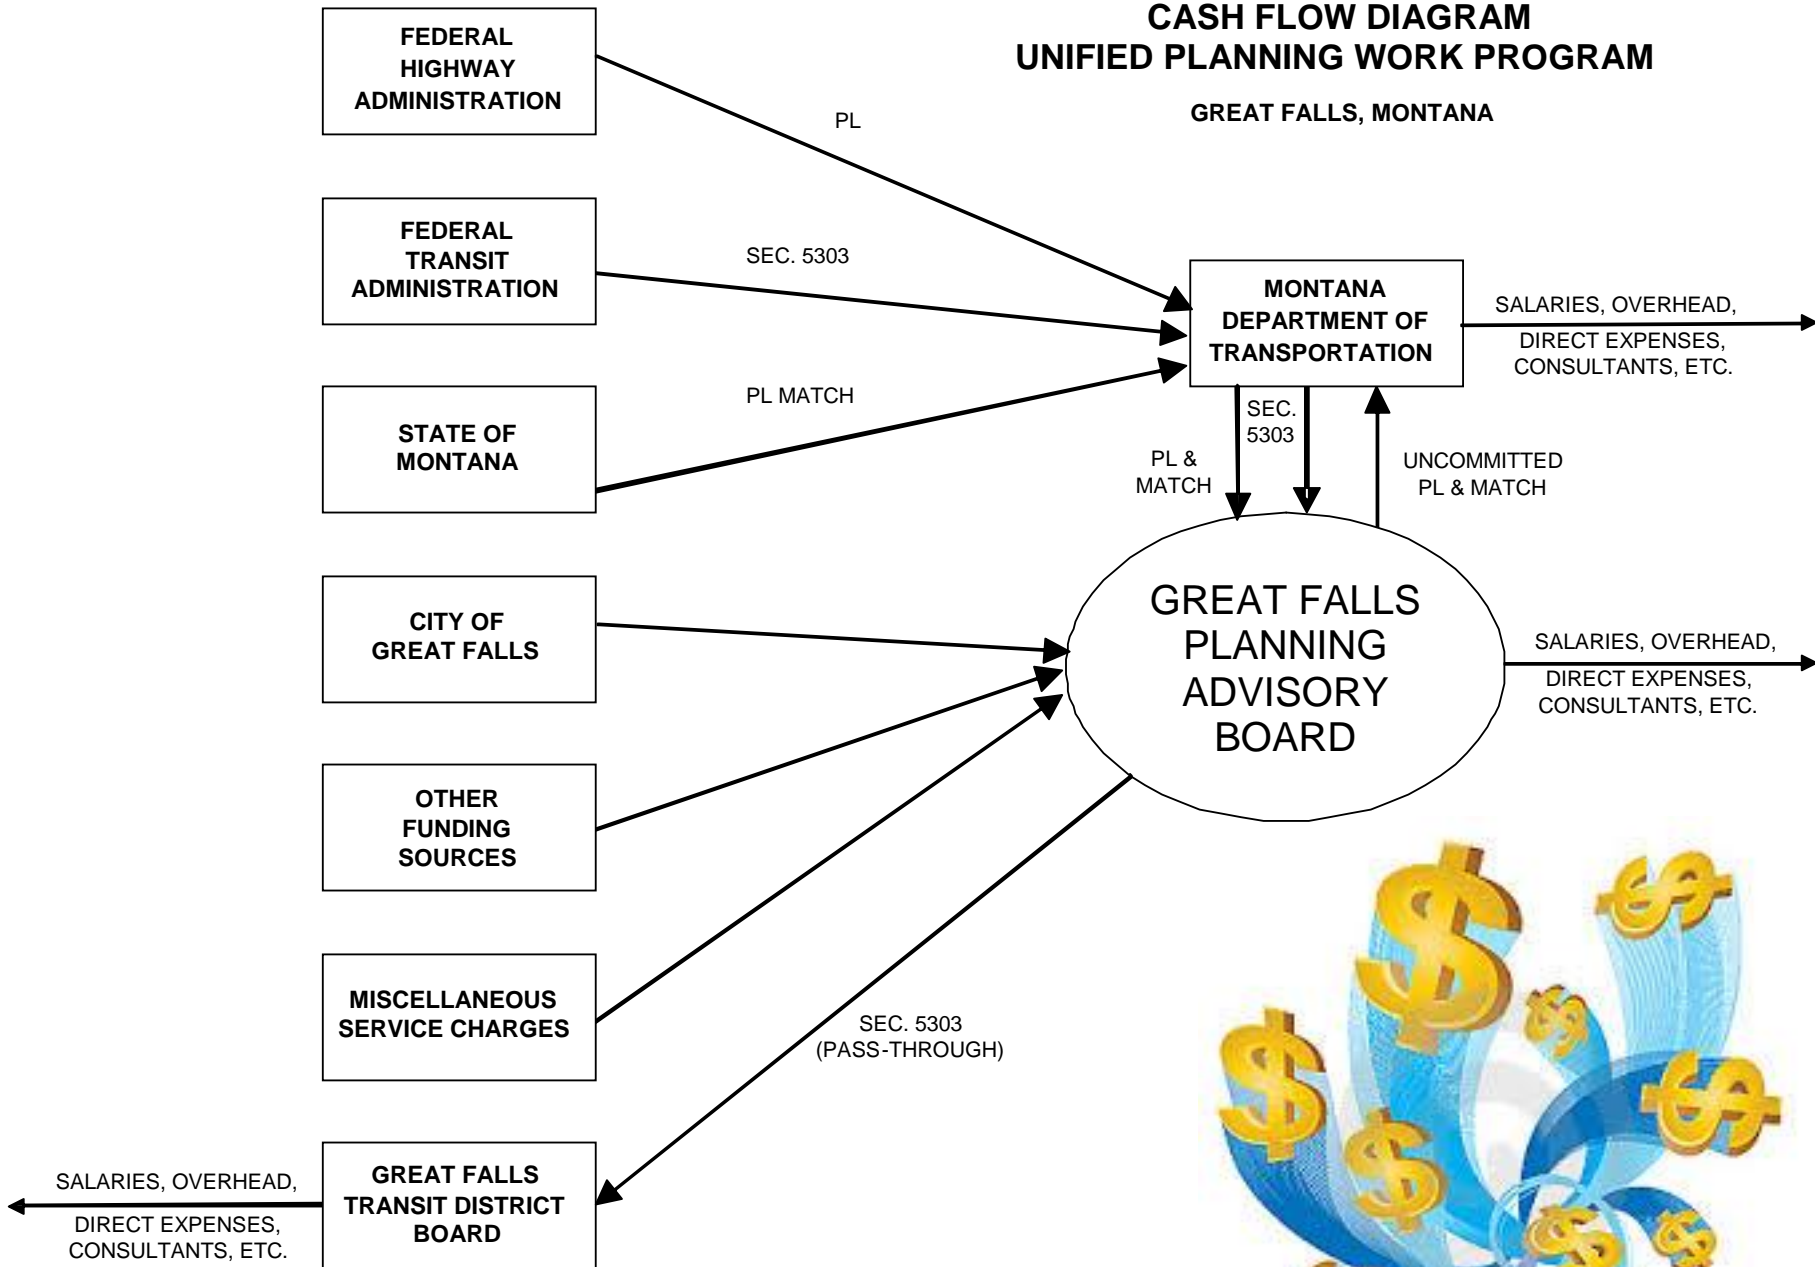 CASH FLOW DIAGRAM
UNIFIED PLANNING WORK PROGRAM
GREAT FALLS, MONTANA
FEDERAL
HIGHWAY
ADMINISTRATION
PL
FEDERAL
TRANSIT
ADMINISTRATION
SEC. 5303
MONTANA
DEPARTMENT OF
TRANSPORTATION
SALARIES, OVERHEAD,
DIRECT EXPENSES,
CONSULTANTS, ETC.
STATE OF
MONTANA
PL MATCH
PL &
MATCH
SEC.
5303
UNCOMMITTED
PL & MATCH
CITY OF
GREAT FALLS
GREAT FALLS
PLANNING
ADVISORY
BOARD
SALARIES, OVERHEAD,
DIRECT EXPENSES,
CONSULTANTS, ETC.
OTHER
FUNDING
SOURCES
MISCELLANEOUS
SERVICE CHARGES
SEC. 5303
(PASS-THROUGH)
GREAT FALLS
TRANSIT DISTRICT
BOARD
SALARIES, OVERHEAD,
DIRECT EXPENSES,
CONSULTANTS, ETC.